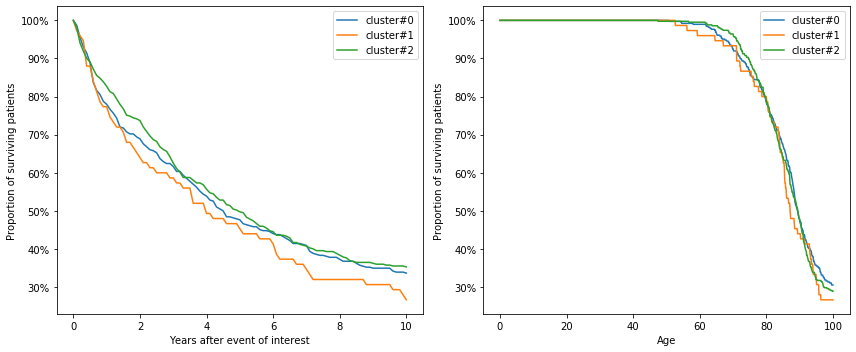 100%
90%
80%
70%
60%
50%
40%
30%
Proportion of surviving patients
0
2
4
6
8
10
Years after event of interest
cluster#0
cluster#1
cluster#2
100%
90%
80%
70%
60%
50%
40%
30%
Proportion of surviving patients
0
20
40
60
80
100
Age
cluster#0
cluster#1
cluster#2